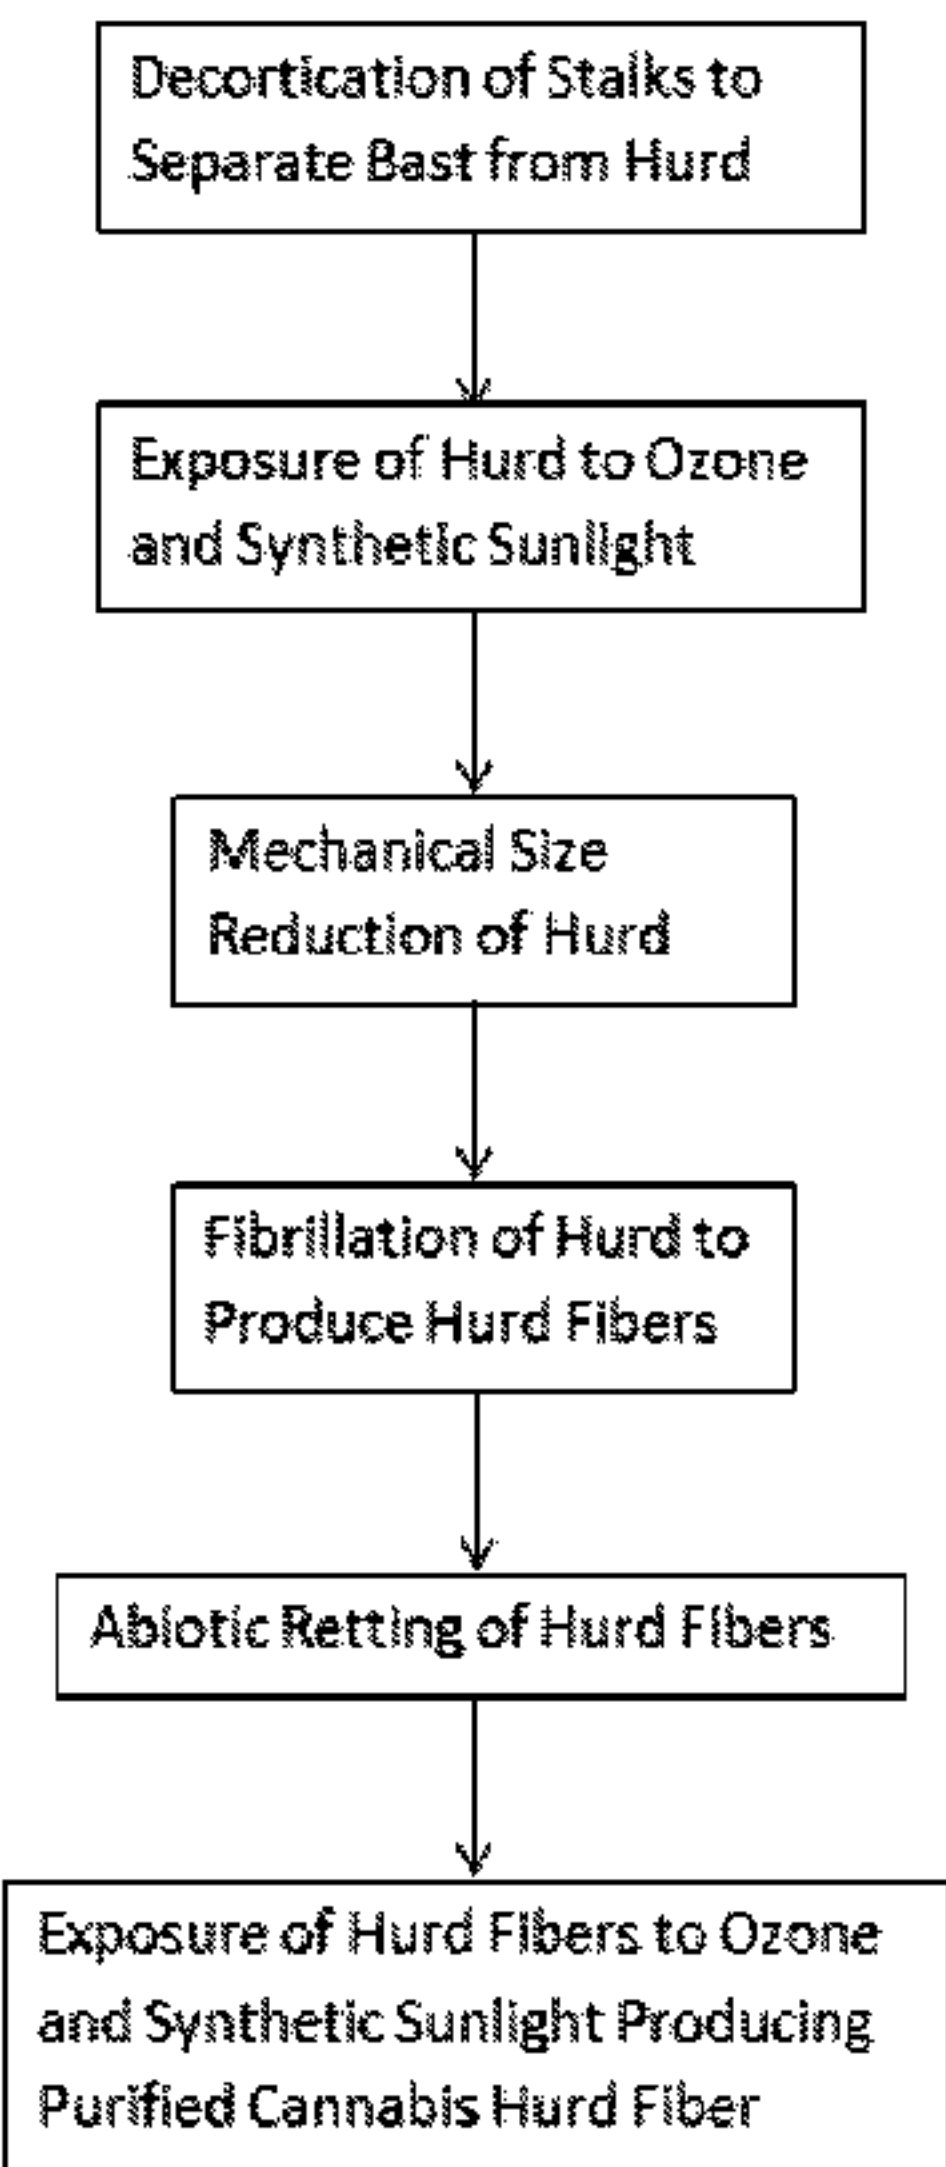 Decortication of Stalks to
Separate Bast from Hurd
Exposure of Hurd to Ozone
and Synthetic Sunlight
Mechanical Size
Reduction of Hurd
Fibrillation of Hurd to
Produce Hurd Fibers
Abiotic Retting of Hurd Fibers
Exposure of Hurd Fibers to Ozone
and Synthetic Sunlight Producing
Purified Cannabis Hurd Fiber